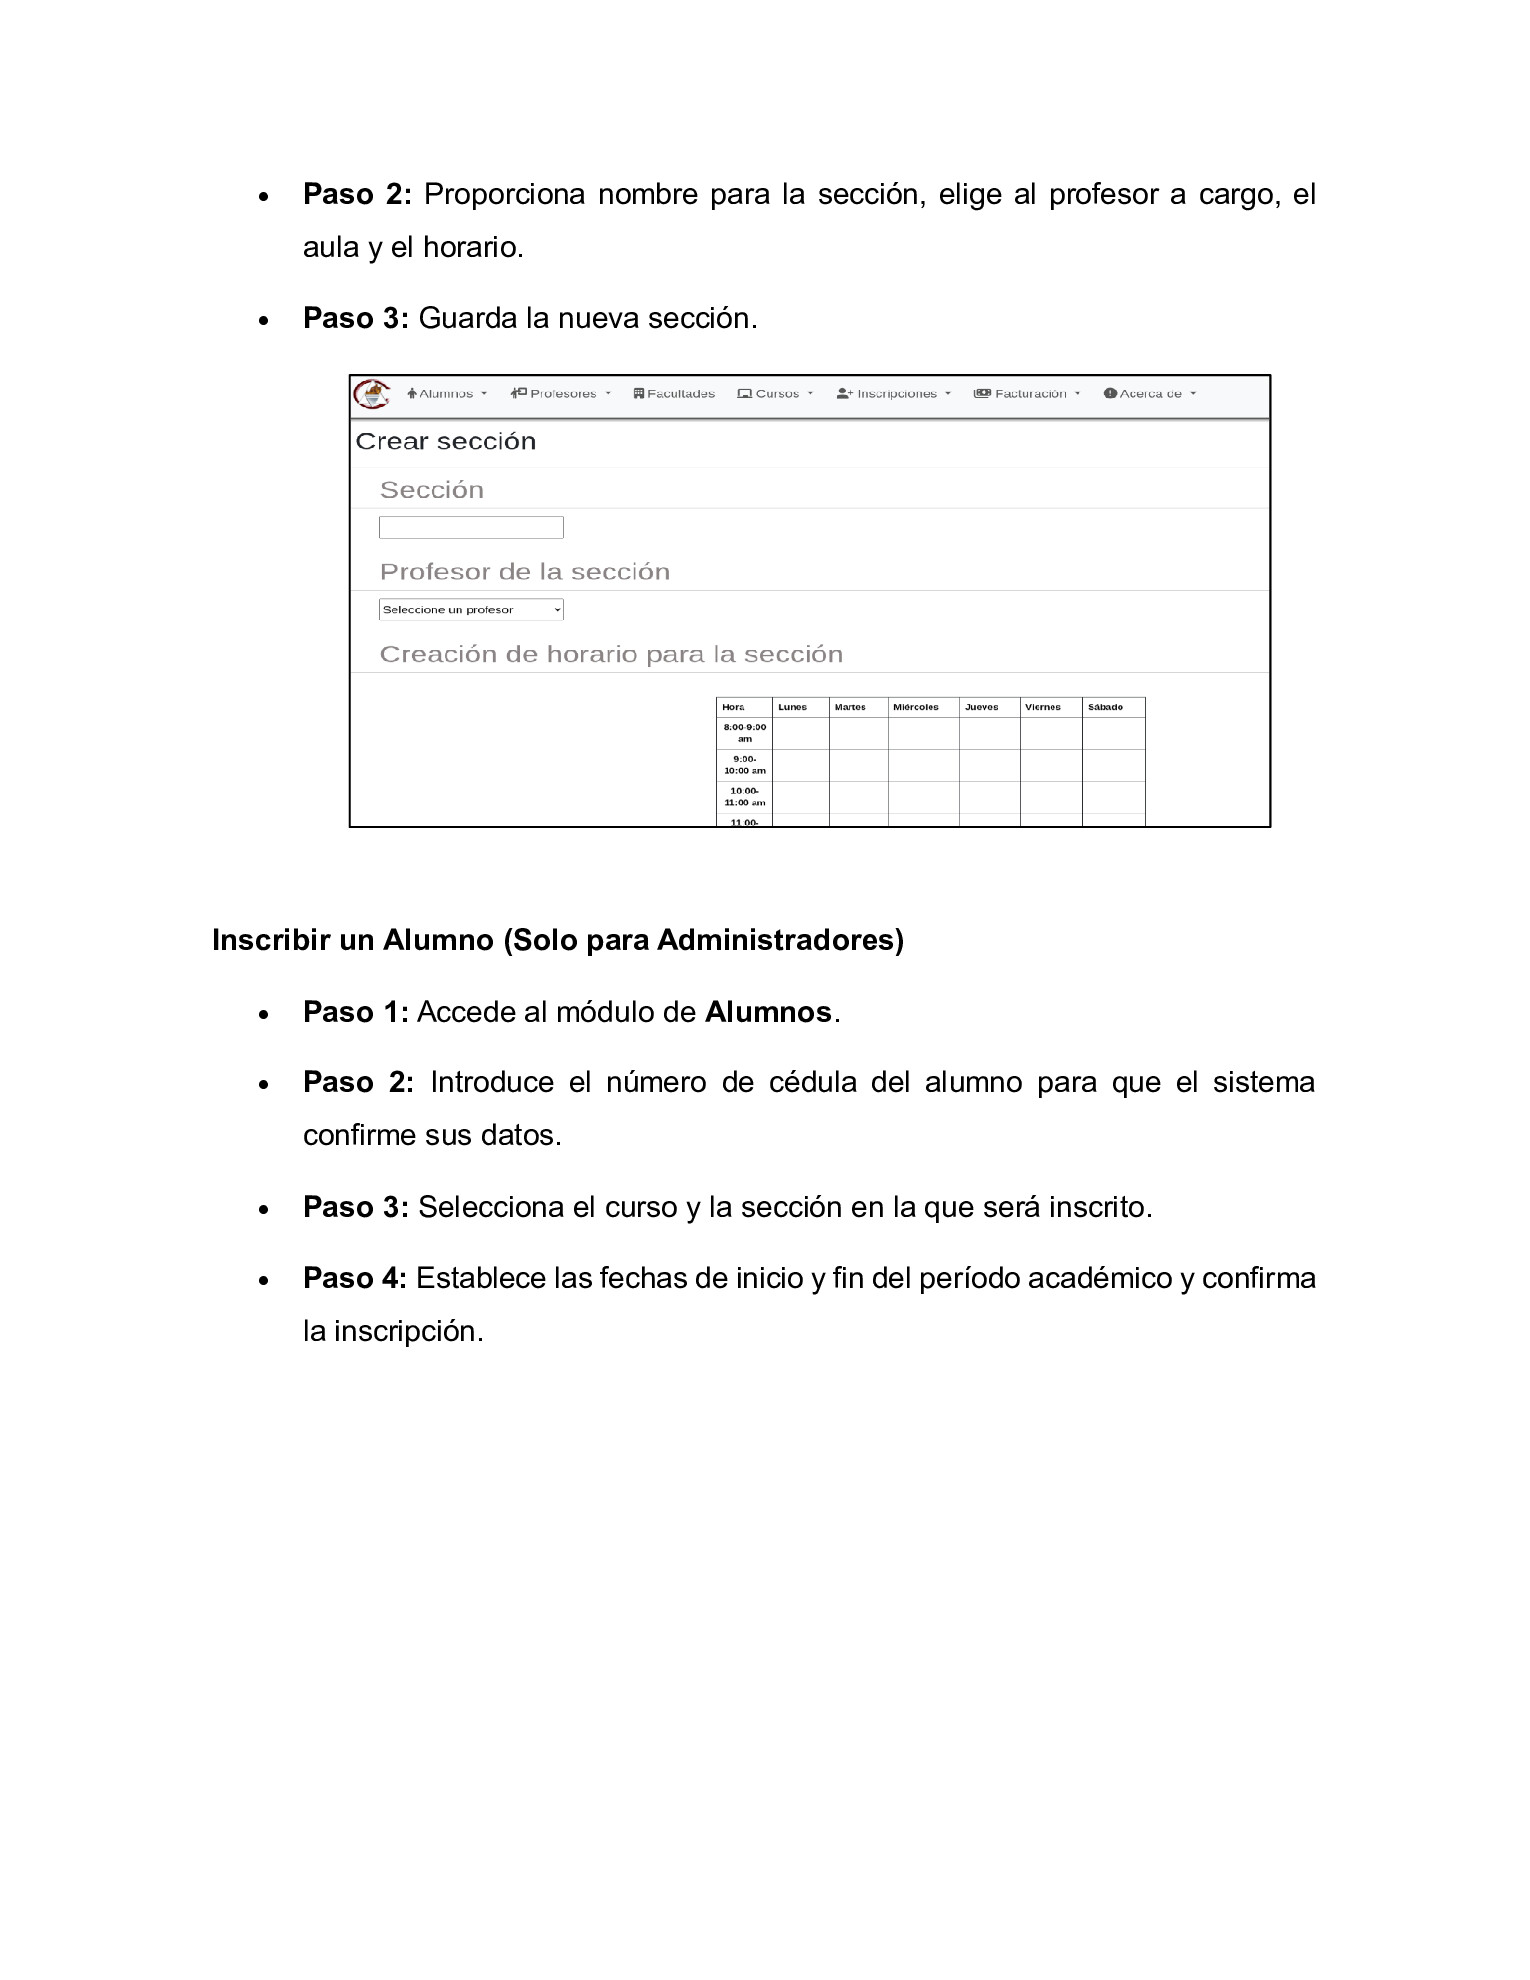 • Paso 2: Proporciona nombre para la sección, elige al profesor a cargo, el
aula y el horario.
• Paso 3: Guarda la nueva sección.
Alumnos Profesores Facultades Cursos Inscripciones Facturación Acerca de
Crear sección
Sección
Profesor de la sección
Seleccione un profesor
Creación de horario para la sección
Hora Lunes Martes Miércoles Jueves Viernes Sábado
8:00-9:00
am
9:00-
10:00 am
10:00-
11:00 am
11:00-
Inscribir un Alumno (Solo para Administradores)
• Paso 1: Accede al módulo de Alumnos.
• Paso 2: Introduce el número de cédula del alumno para que el sistema
confirme sus datos.
• Paso 3: Selecciona el curso y la sección en la que será inscrito.
• Paso 4: Establece las fechas de inicio y fin del período académico y confirma
la inscripción.